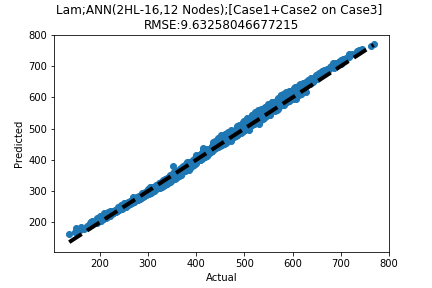 Lam;ANN(2HL-16,12 Nodes);[Case1+Case2 on Case3]
RMSE:9.63258046677215
800
700
600
500
400
300
200
Predicted
200 300 400 500 600 700 800
Actual